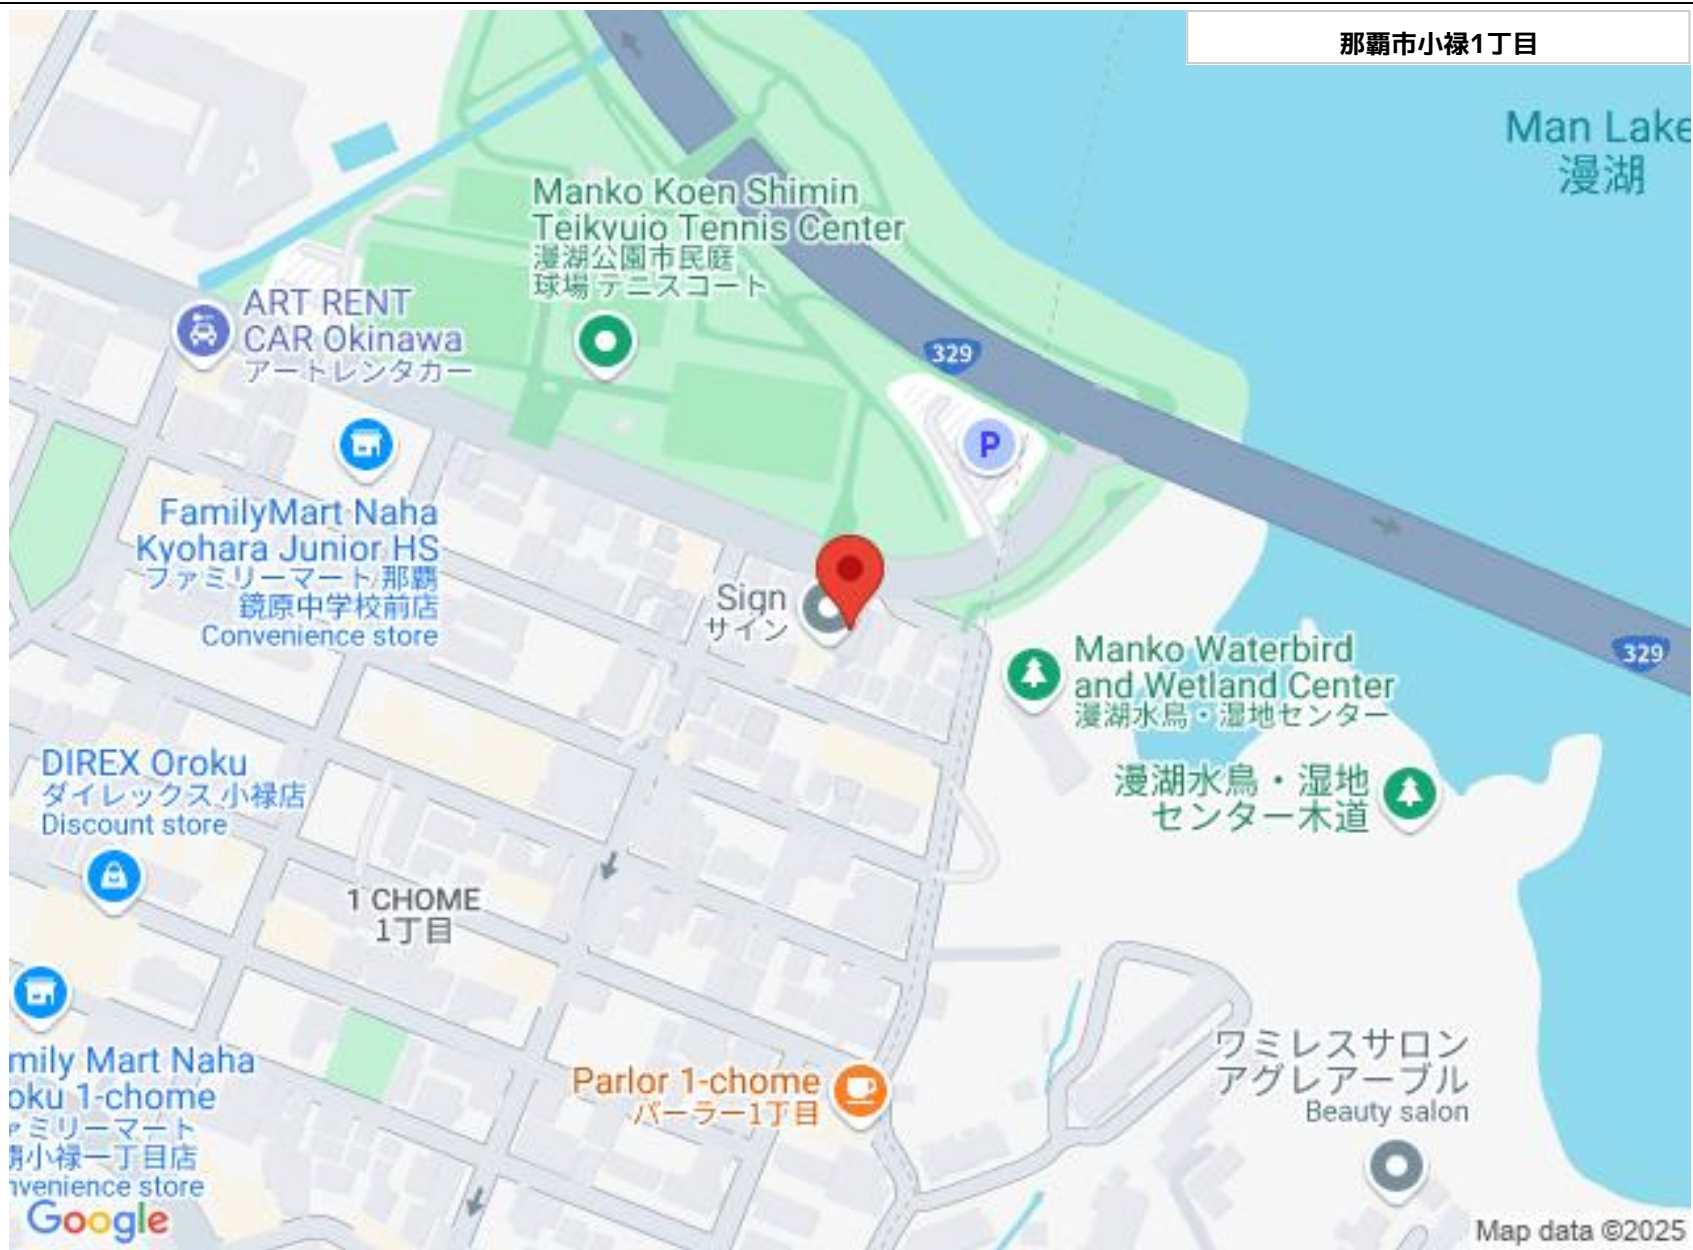 那覇市小禄1丁目
Man Lake
漫湖
Manko Koen Shimin
Teikyuio Tennis Center
漫湖公園市民庭
球場 テニスコート
ART RENT
CAR Okinawa
アートレンタカー
329
P
FamilyMart Naha
Kyohara Junior HS
ファミリーマート 那覇
鏡原中学校前店
Convenience store
Sign
サイン
Manko Waterbird
and Wetland Center
漫湖水鳥・湿地センター
329
DIREX Oroku
ダイレックス 小禄店
Discount store
漫湖水鳥・湿地
センター木道
1 CHOME
1丁目
mily Mart Naha
oku 1-chome
ァミリーマート
覇小禄一丁目店
nvenience store
Parlor 1-chome
パーラー1丁目
ワミレスサロン
アグレアーブル
Beauty salon
Google
Map data ©2025